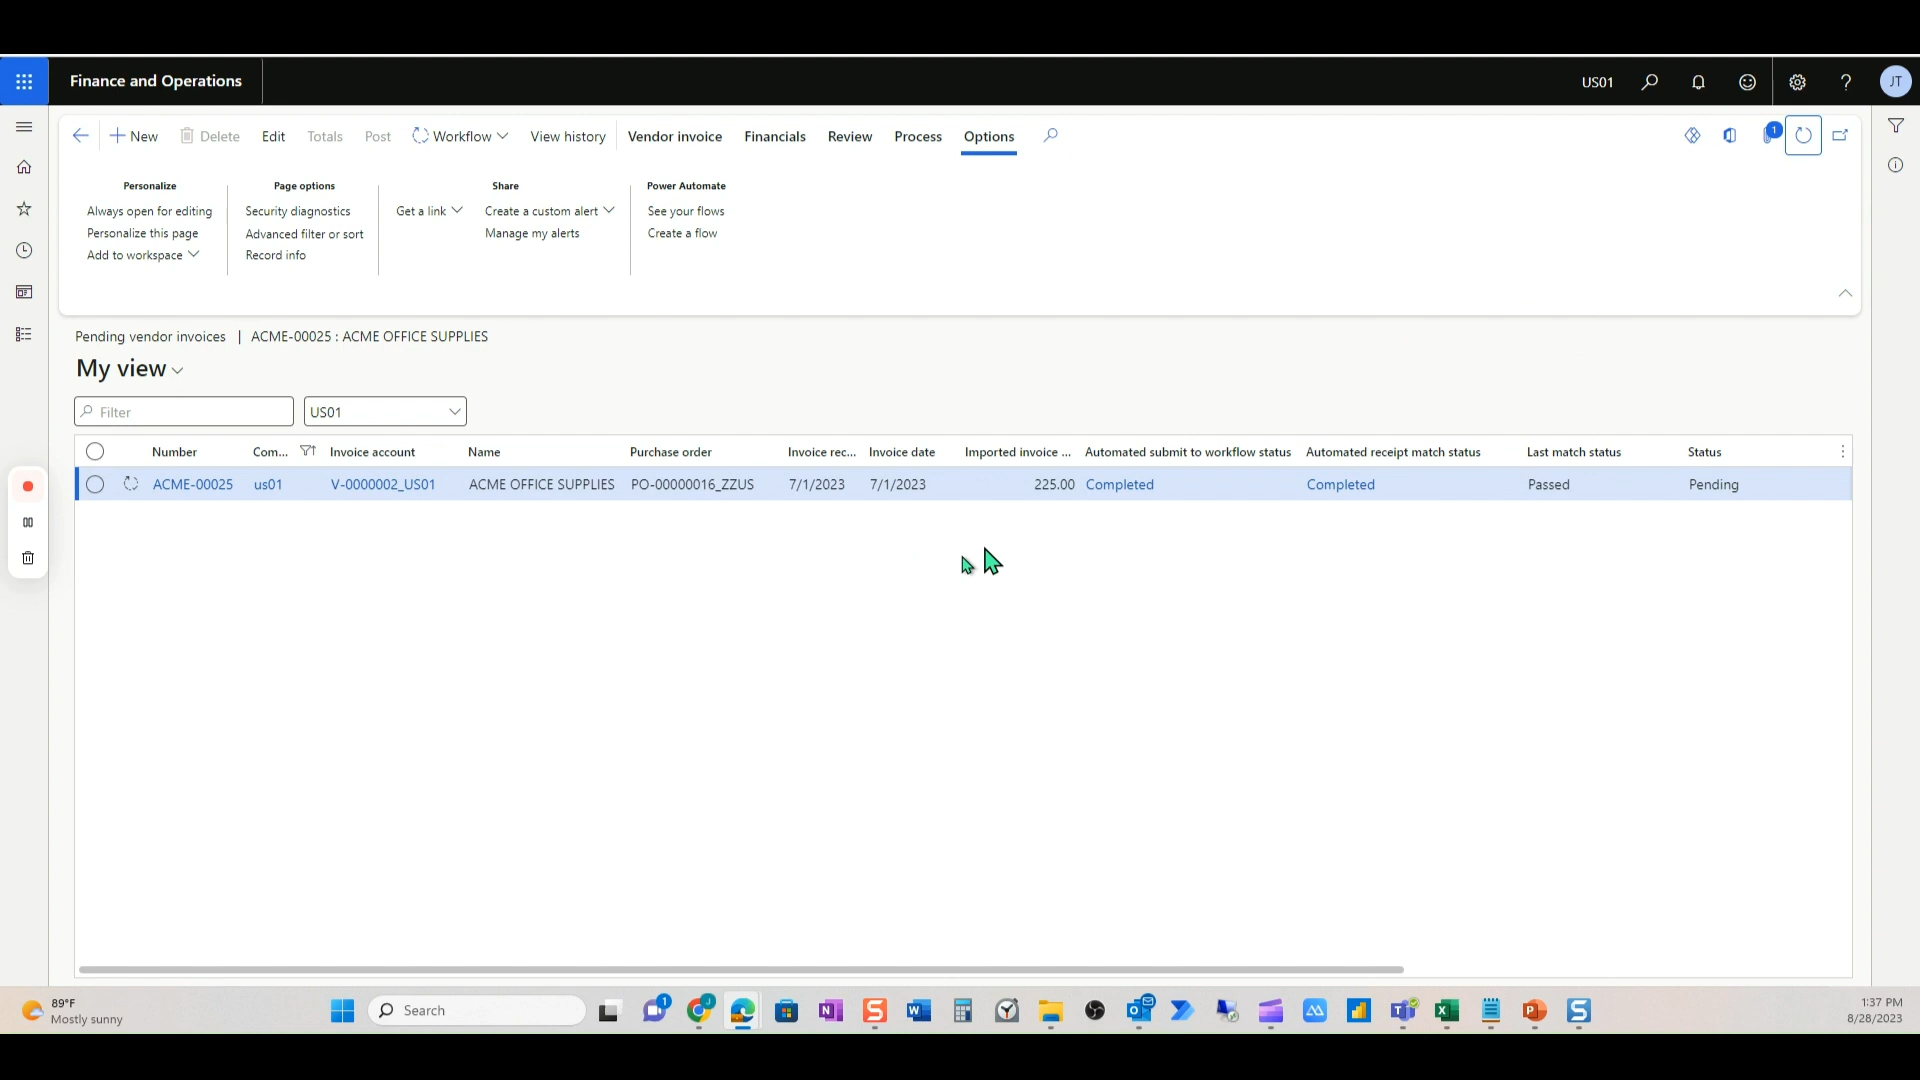 Finance and Operations
US01
JT
New
Delete
Edit
Totals
Post
Workflow
View history
Vendor invoice
Financials
Review
Process
Options
1
Personalize
Always open for editing
Personalize this page
Add to workspace
Page options
Security diagnostics
Advanced filter or sort
Record info
Share
Get a link
Create a custom alert
Manage my alerts
Power Automate
See your flows
Create a flow
Pending vendor invoices | ACME-00025 : ACME OFFICE SUPPLIES
My view
Filter
US01
Number Com... Invoice account Name Purchase order Invoice rec... Invoice date Imported invoice ... Automated submit to workflow status Automated receipt match status Last match status Status
ACME-00025 us01 V-0000002_US01 ACME OFFICE SUPPLIES PO-00000016_ZZUS 7/1/2023 7/1/2023 225.00 Completed Completed Passed Pending
89°F
Mostly sunny
Search
1
J
1:37 PM
8/28/2023